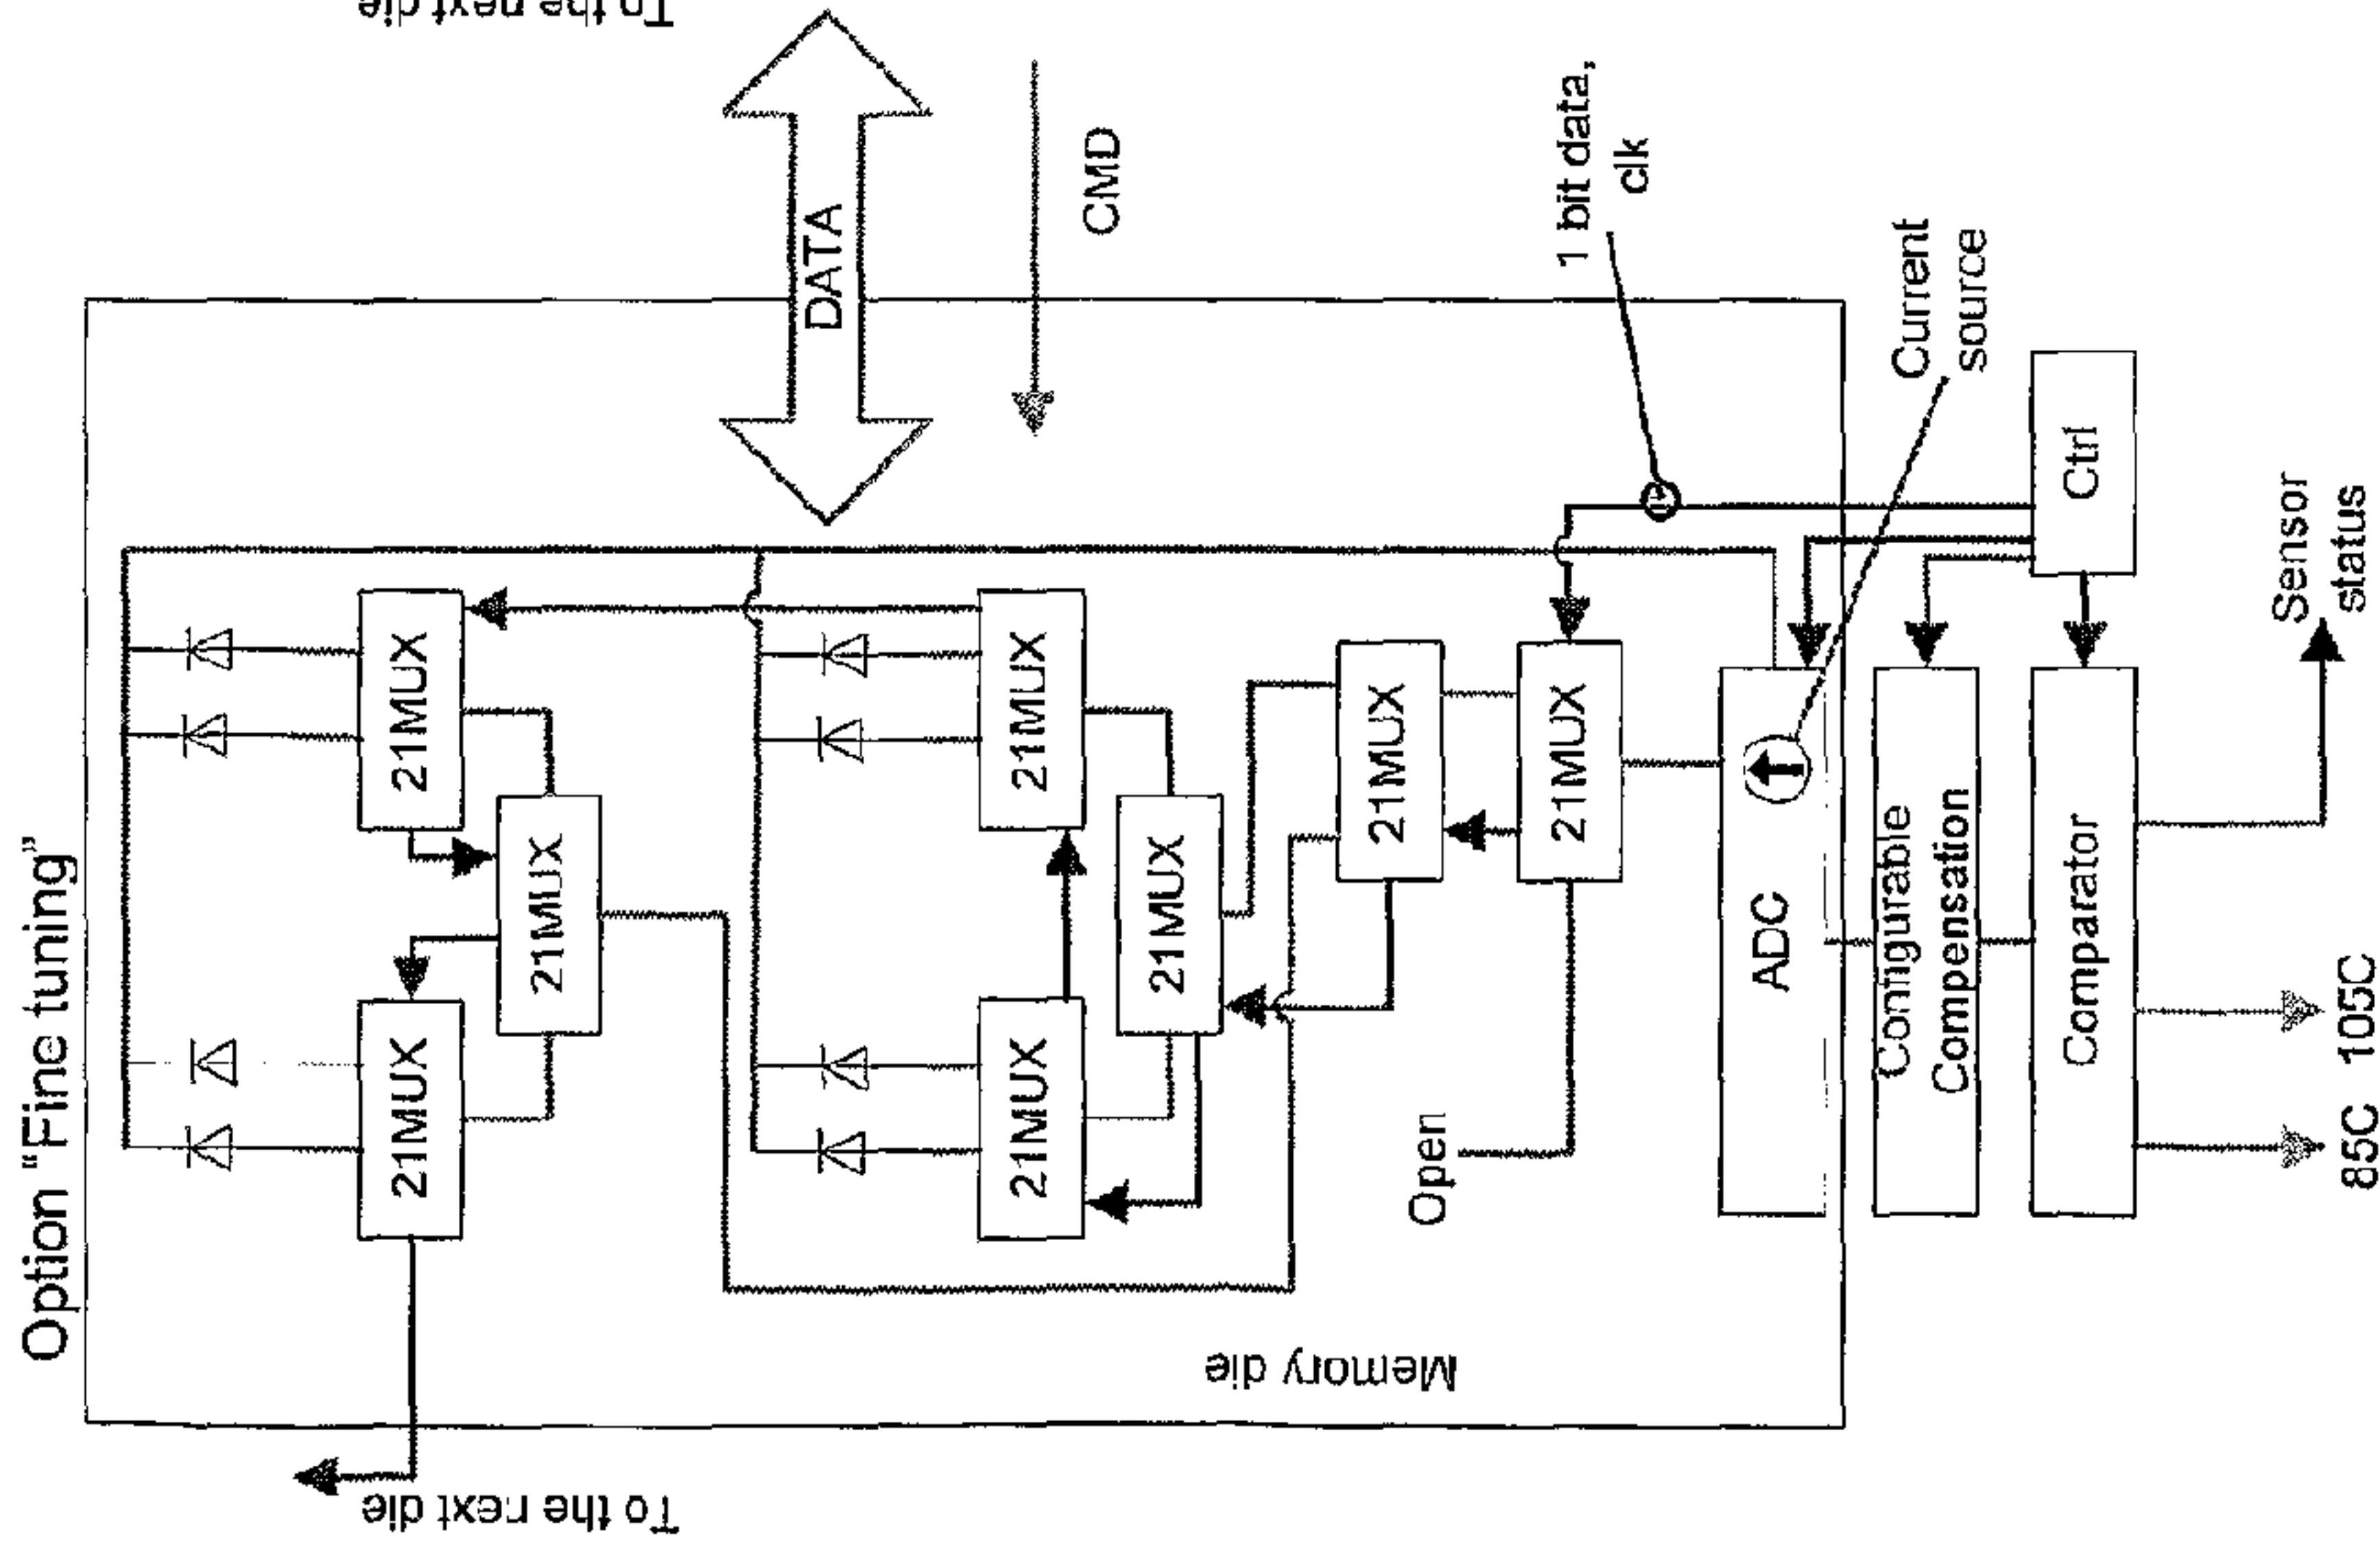 Option "Fine tuning"
To the next die
DATA
CMD
21MUX
21MUX
21MUX
21MUX
21MUX
21MUX
21MUX
21MUX
Open
Memory die
To the next die
1 bit data,
clk
Current
source
ADC
Configurable
Compensation
Comparator
Ctrl
Sensor
status
85C
105C